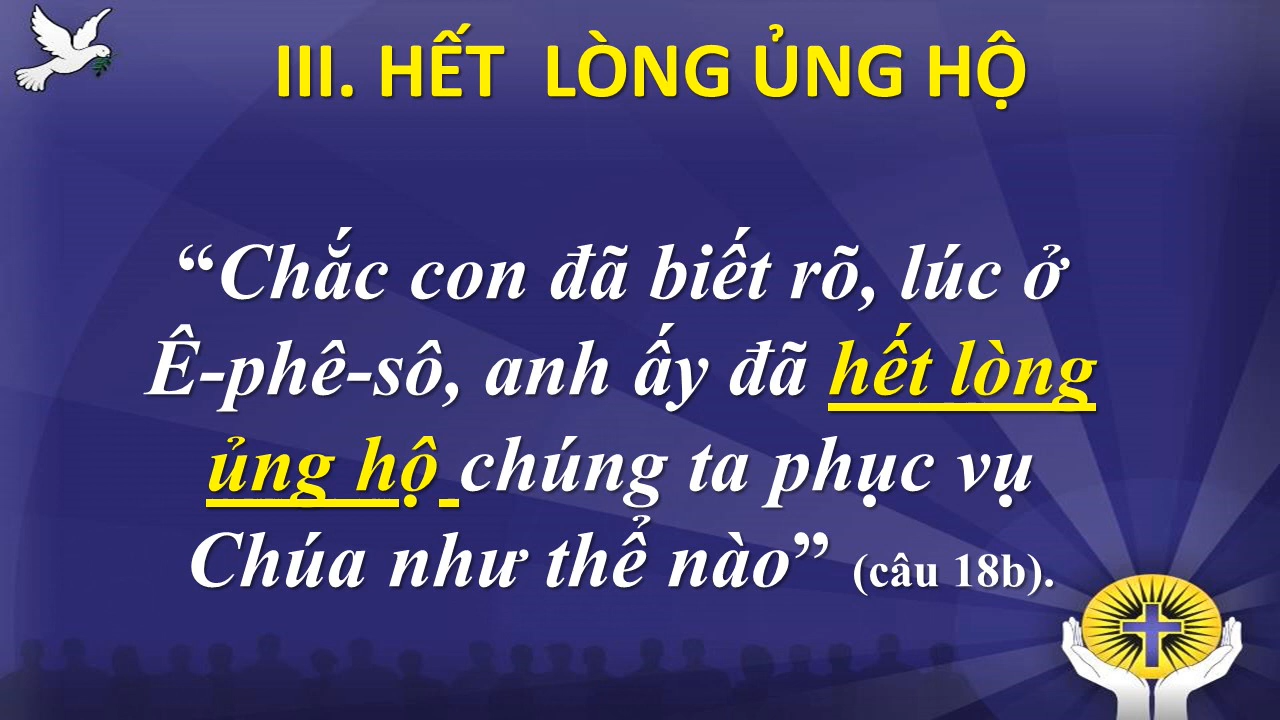 III. HẾT LÒNG ỦNG HỘ
“Chắc con đã biết rõ, lúc ở
Ê-phê-sô, anh ấy đã hết lòng
ủng hộ chúng ta phục vụ
Chúa như thể nào” (câu 18b).